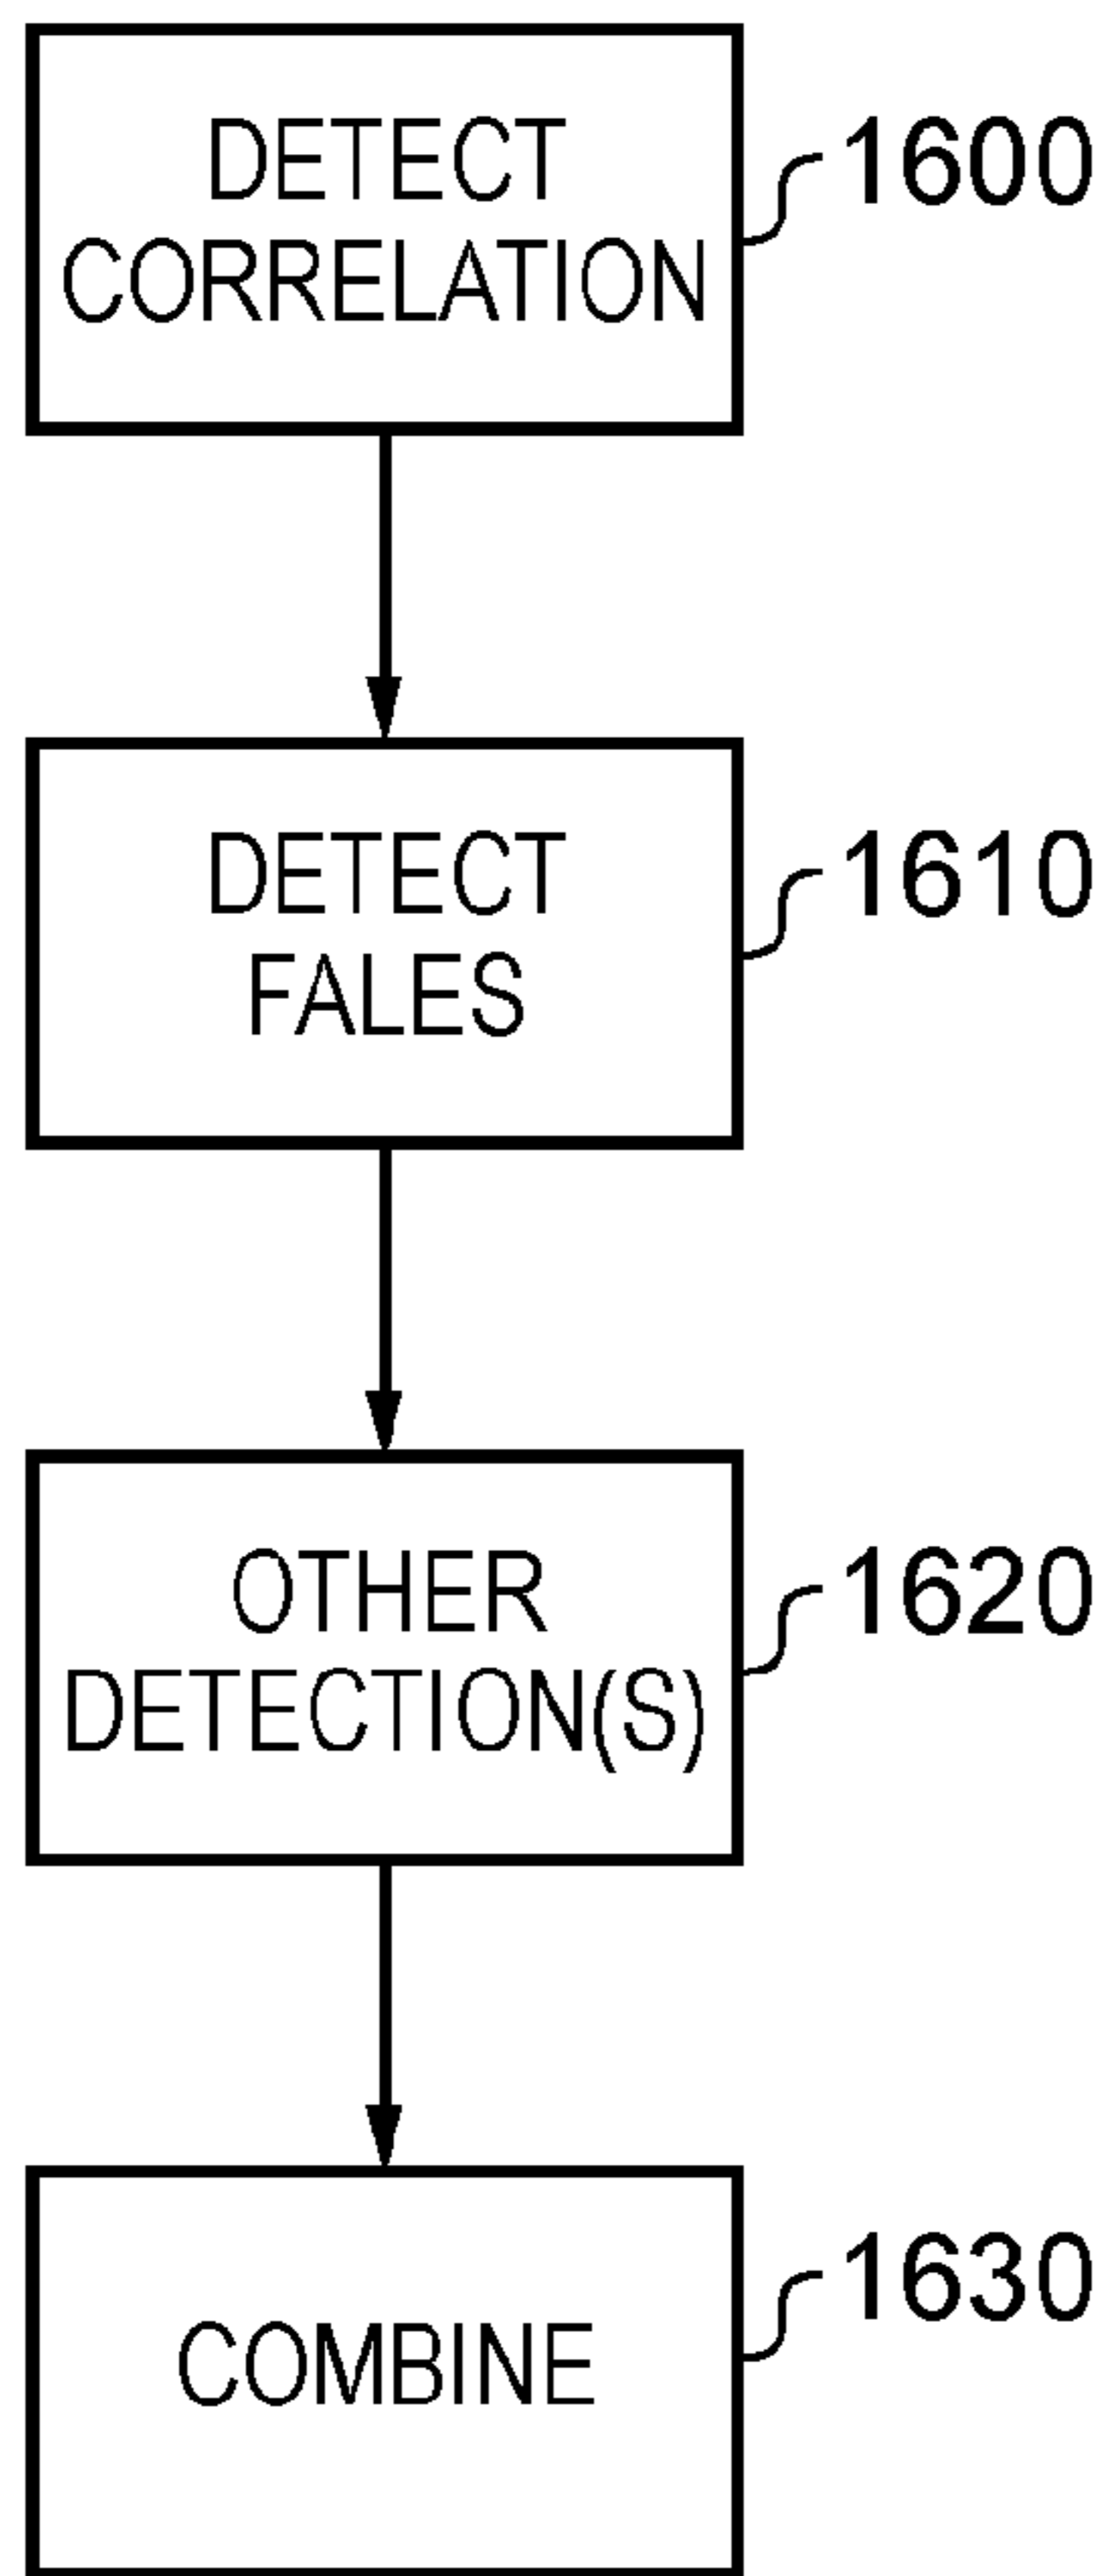 DETECT
CORRELATION
1600
DETECT
FALES
1610
OTHER
DETECTION(S)
1620
COMBINE
1630